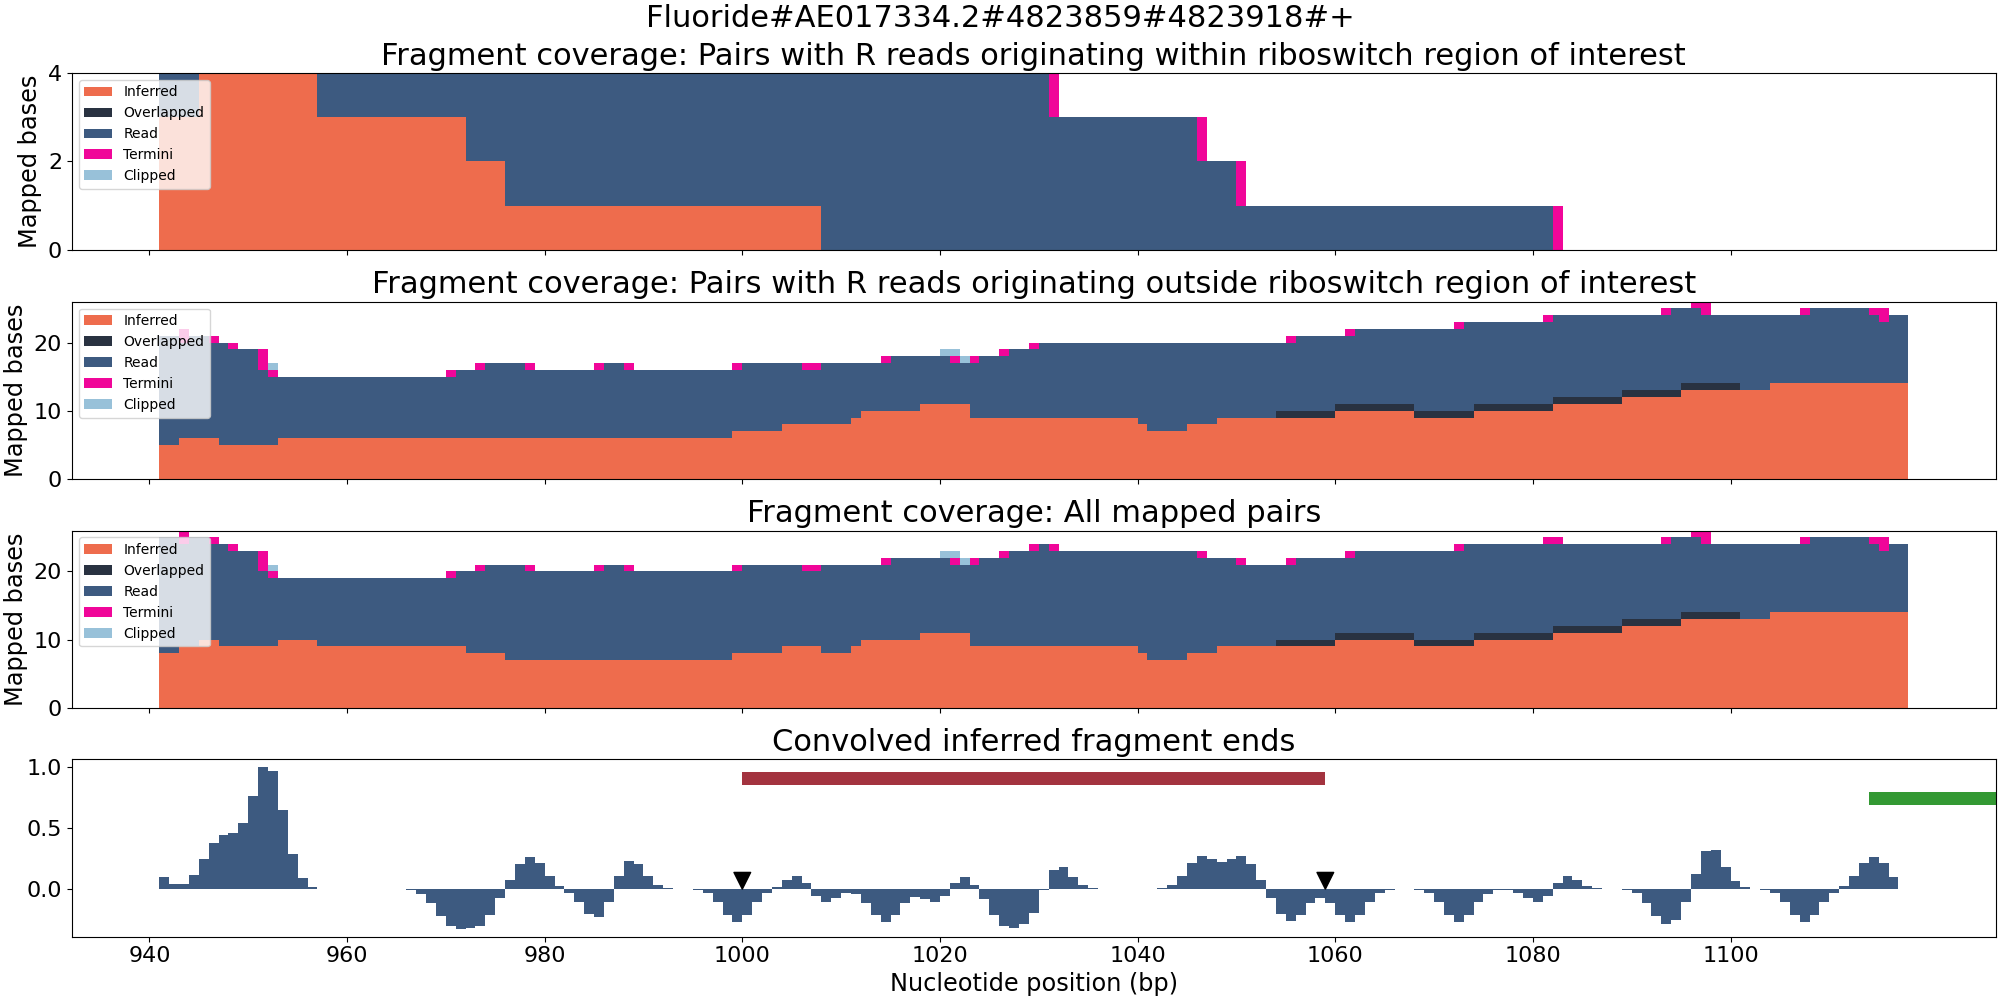 Fluoride#AE017334.2#4823859#4823918#+
Fragment coverage: Pairs with R reads originating within riboswitch region of interest
Mapped bases
4
2
0
Inferred
Overlapped
Read
Termini
Clipped
Fragment coverage: Pairs with R reads originating outside riboswitch region of interest
Mapped bases
20
10
0
Inferred
Overlapped
Read
Termini
Clipped
Fragment coverage: All mapped pairs
Mapped bases
20
10
0
Inferred
Overlapped
Read
Termini
Clipped
Convolved inferred fragment ends
1.0
0.5
0.0
940 960 980 1000 1020 1040 1060 1080 1100
Nucleotide position (bp)